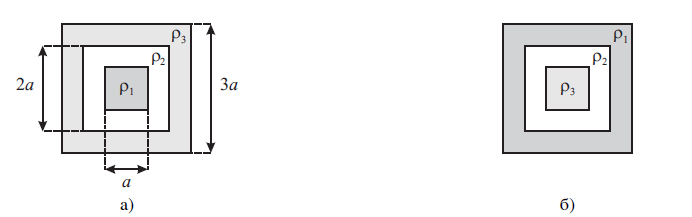 ρ₃ ρ₁
ρ₂ ρ₂
2a ρ₁ 3a ρ₃
a
а) б)